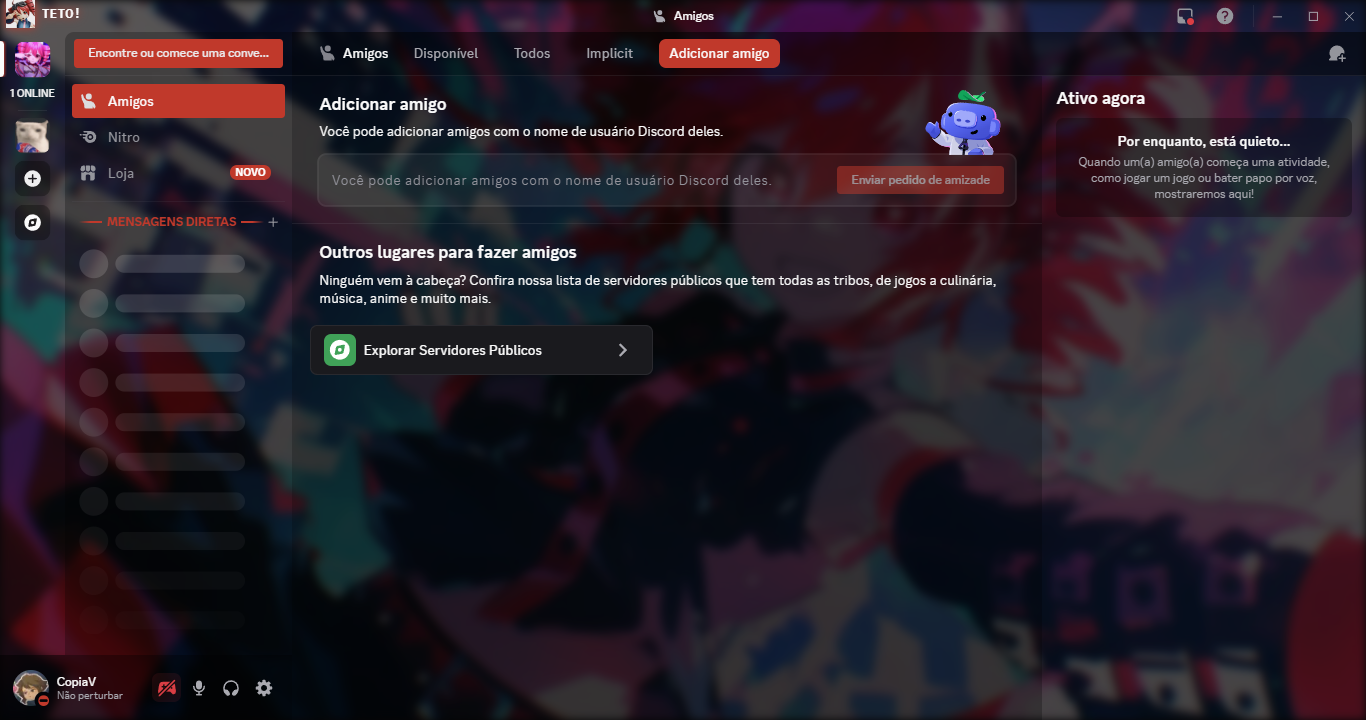 TETO!
Amigos
1 ONLINE
Encontre ou comece uma conve...
Amigos
Nitro
Loja
NOVO
MENSAGENS DIRETAS
Amigos
Disponível
Todos
Implicit
Adicionar amigo
Adicionar amigo
Você pode adicionar amigos com o nome de usuário Discord deles.
Você pode adicionar amigos com o nome de usuário Discord deles.
Enviar pedido de amizade
Outros lugares para fazer amigos
Ninguém vem à cabeça? Confira nossa lista de servidores públicos que tem todas as tribos, de jogos a culinária,
música, anime e muito mais.
Explorar Servidores Públicos
Ativo agora
Por enquanto, está quieto...
Quando um(a) amigo(a) começa uma atividade,
como jogar um jogo ou bater papo por voz,
mostraremos aqui!
CopiaV
Não perturbar